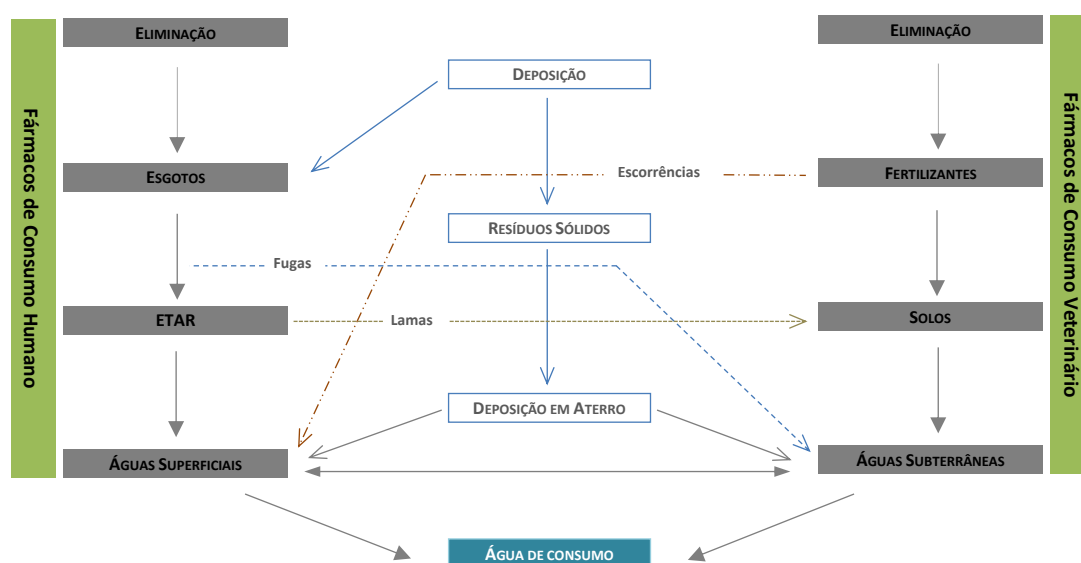 Fármacos de Consumo Humano
ELIMINAÇÃO
ELIMINAÇÃO
DEPOSIÇÃO
ESGOTOS
Escorrências
FERTILIZANTES
RESÍDUOS SÓLIDOS
Fugas
ETAR
Lamas
SOLOS
DEPOSIÇÃO EM ATERRO
ÁGUAS SUPERFICIAIS
ÁGUAS SUBTERRÂNEAS
ÁGUA DE CONSUMO
Fármacos de Consumo Veterinário